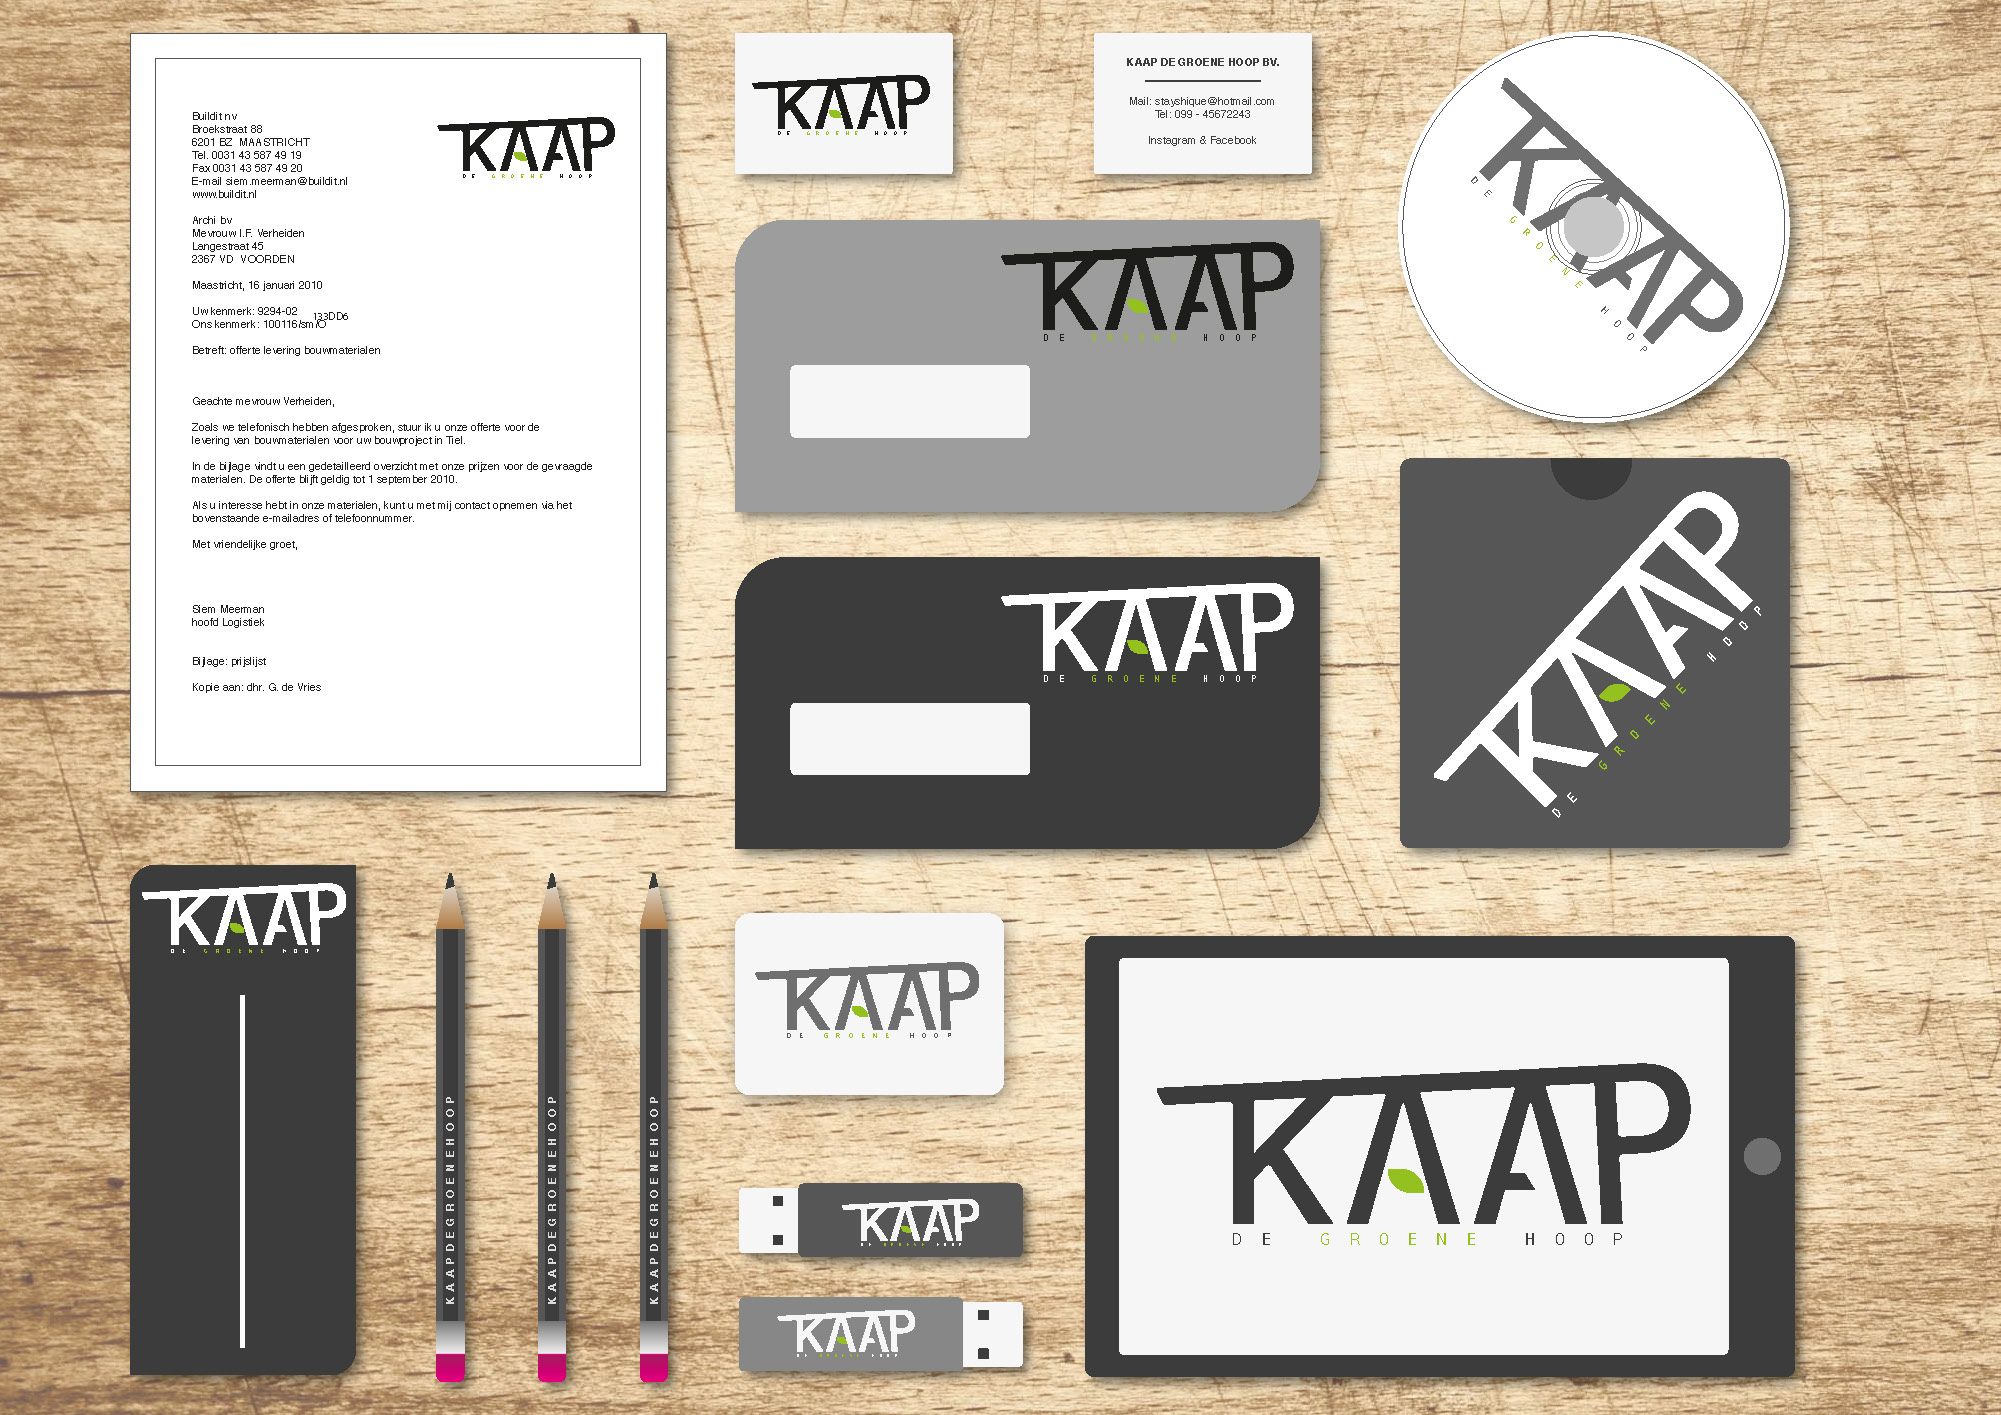 Buildit nv
Broekstraat 88
6201 BZ  MAASTRICHT
Tel. 0031 43 587 49 19
Fax 0031 43 587 49 20
E-mail siem.meerman@buildit.nl
www.buildit.nl
KAAP
DE GROENE HOOP
Archi bv
Mevrouw I.F. Verheiden
Langestraat 45
2367 VD  VOORDEN
Maastricht, 16 januari 2010
Uw kenmerk: 9294-02
133DD6
Ons kenmerk: 100116/sm/O
Betreft: offerte levering bouwmaterialen
Geachte mevrouw Verheiden,
Zoals we telefonisch hebben afgesproken, stuur ik u onze offerte voor de
levering van bouwmaterialen voor uw bouwproject in Tiel.
In de bijlage vindt u een gedetailleerd overzicht met onze prijzen voor de gevraagde
materialen. De offerte blijft geldig tot 1 september 2010.
Als u interesse hebt in onze materialen, kunt u met mij contact opnemen via het
bovenstaande e-mailadres of telefoonnummer.
Met vriendelijke groet,
Siem Meerman
hoofd Logistiek
Bijlage: prijslijst
Kopie aan: dhr. G. de Vries
KAAP
DE GROENE HOOP
KAAP DE GROENE HOOP BV.
Mail: stayshique@hotmail.com
Tel: 099 - 45672243
Instagram & Facebook
KAAP
DE GROENE HOOP
KAAP
DE GROENE HOOP
KAAP
DE GROENE HOOP
KAAP
DE GROENE HOOP
KAAP
DE GROENE HOOP
KAAPDEGROENEHOOP
KAAPDEGROENEHOOP
KAAPDEGROENEHOOP
KAAP
DE GROENE HOOP
KAAP
DE GROENE HOOP
KAAP
DE GROENE HOOP
KAAP
DE GROENE HOOP